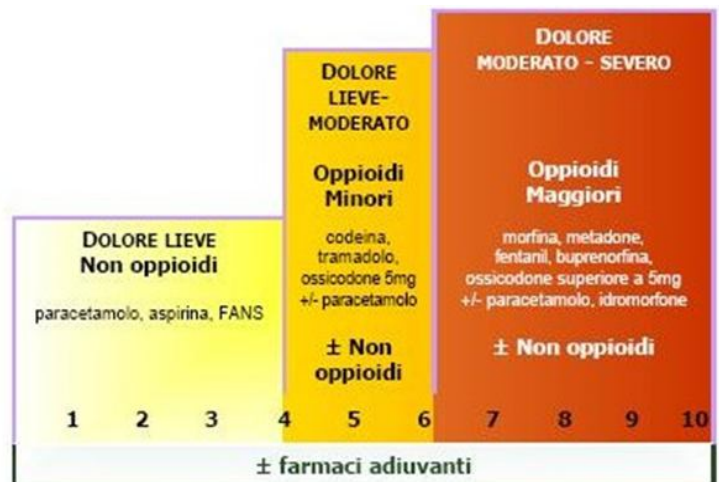 DOLORE LIEVE
Non oppioidi
paracetamolo, aspirina, FANS
DOLORE
LIEVE-
MODERATO
Oppioidi
Minori
codeina,
tramadolo,
ossicodone 5mg
+/- paracetamolo
± Non
oppioidi
DOLORE
MODERATO - SEVERO
Oppioidi
Maggiori
morfina, metadone,
fentanil, buprenorfina,
ossicodone superiore a 5mg
+/- paracetamolo, idromorfone
± Non oppioidi
1 2 3 4 5 6 7 8 9 10
± farmaci adiuvanti